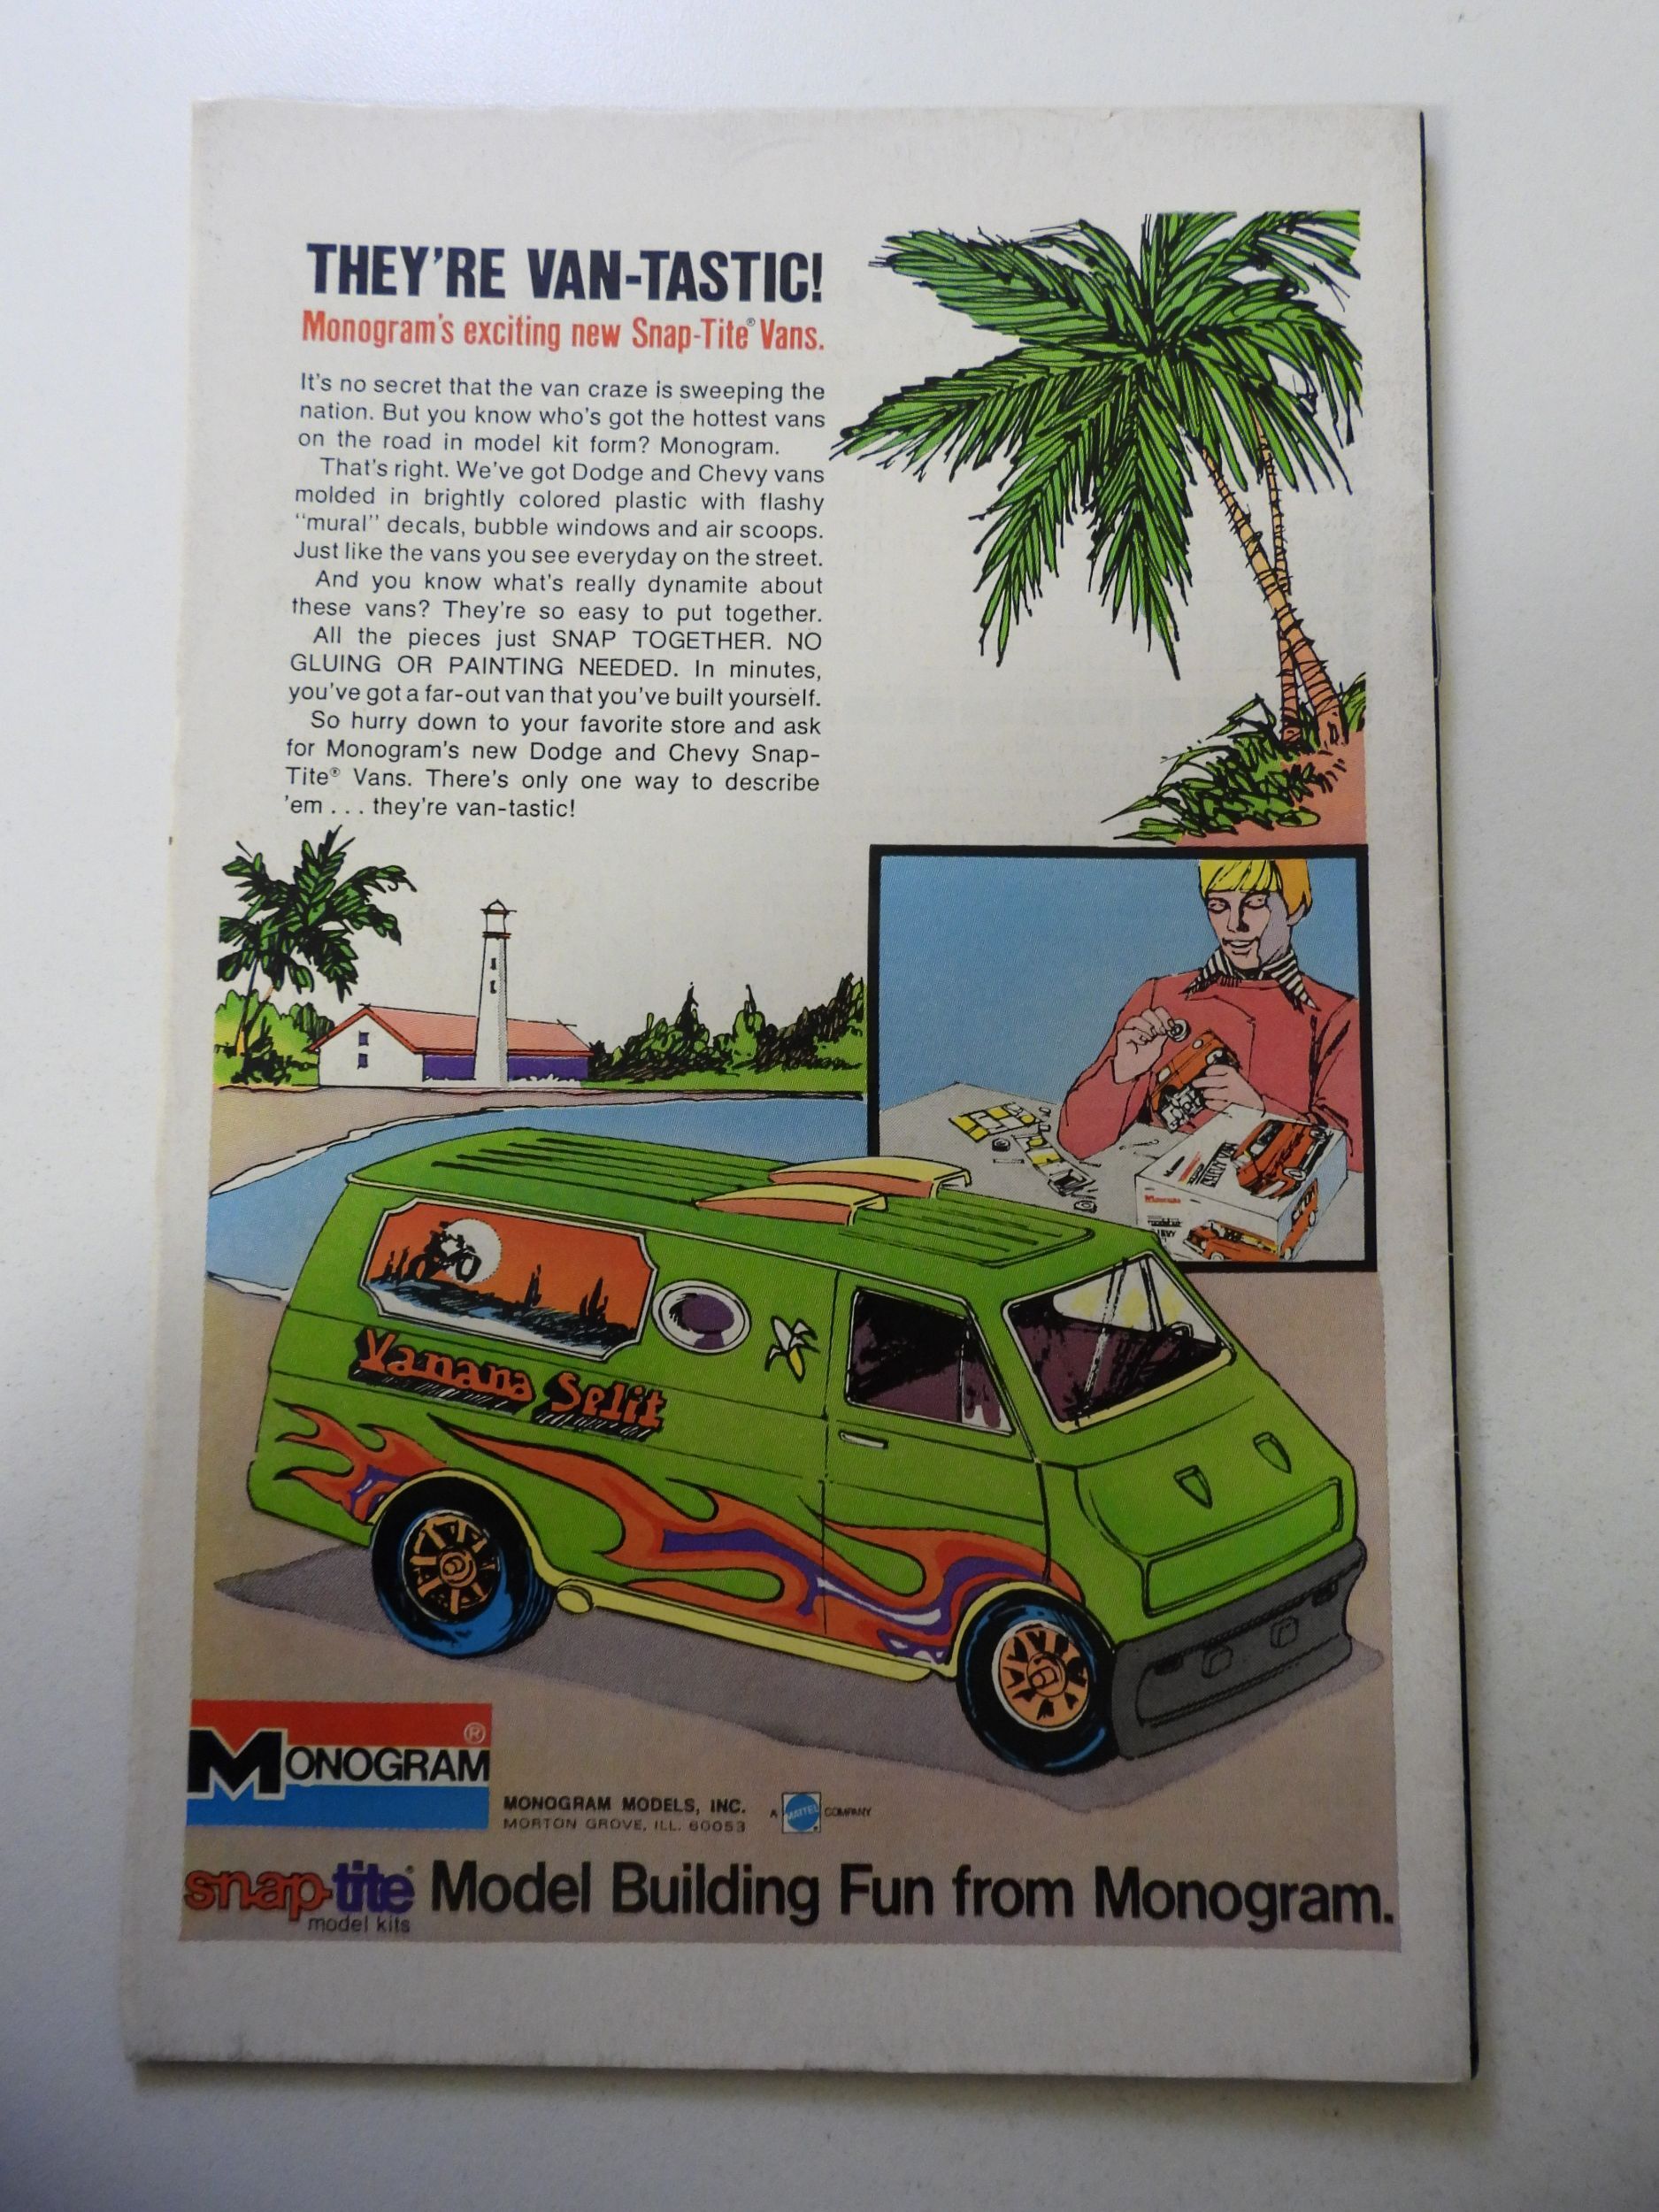 THEY'RE VAN-TASTIC!
Monogram's exciting new Snap-Tite® Vans.
It's no secret that the van craze is sweeping the
nation. But you know who's got the hottest vans
on the road in model kit form? Monogram.
That's right. We've got Dodge and Chevy vans
molded in brightly colored plastic with flashy
"mural" decals, bubble windows and air scoops.
Just like the vans you see everyday on the street.
And you know what's really dynamite about
these vans? They're so easy to put together.
All the pieces just SNAP TOGETHER. NO
GLUING OR PAINTING NEEDED. In minutes,
you've got a far-out van that you've built yourself.
So hurry down to your favorite store and ask
for Monogram's new Dodge and Chevy Snap-
Tite® Vans. There's only one way to describe
'em . . . they're van-tastic!
CHEVY VAN
Monogram
Vanana Split
MONOGRAM®
MONOGRAM MODELS, INC.
MORTON GROVE, ILL. 60053
A MATTEL COMPANY
snap-tite® Model Building Fun from Monogram.
model kits